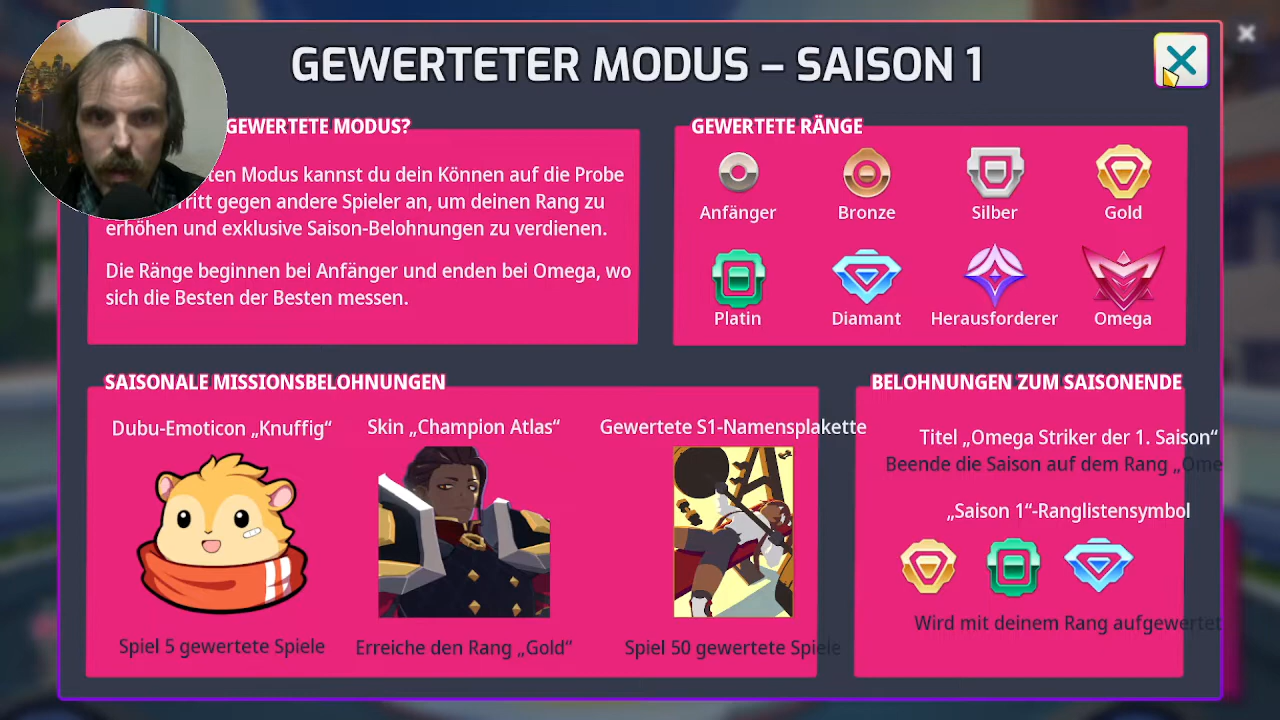 GEWERTETER MODUS – SAISON 1
GEWERTETE MODUS?
ten Modus kannst du dein Können auf die Probe
ritt gegen andere Spieler an, um deinen Rang zu
erhöhen und exklusive Saison-Belohnungen zu verdienen.
Die Ränge beginnen bei Anfänger und enden bei Omega, wo
sich die Besten der Besten messen.
GEWERTETE RÄNGE
Anfänger
Bronze
Silber
Gold
Platin
Diamant
Herausforderer
Omega
SAISONALE MISSIONSBELOHNUNGEN
Dubu-Emoticon „Knuffig“
Skin „Champion Atlas“
Gewertete S1-Namensplakette
Spiel 5 gewertete Spiele
Erreiche den Rang „Gold“
Spiel 50 gewertete Spiele
BELOHNUNGEN ZUM SAISONENDE
Titel „Omega Striker der 1. Saison“
Beende die Saison auf dem Rang „Ome
„Saison 1“-Ranglistensymbol
Wird mit deinem Rang aufgewertet